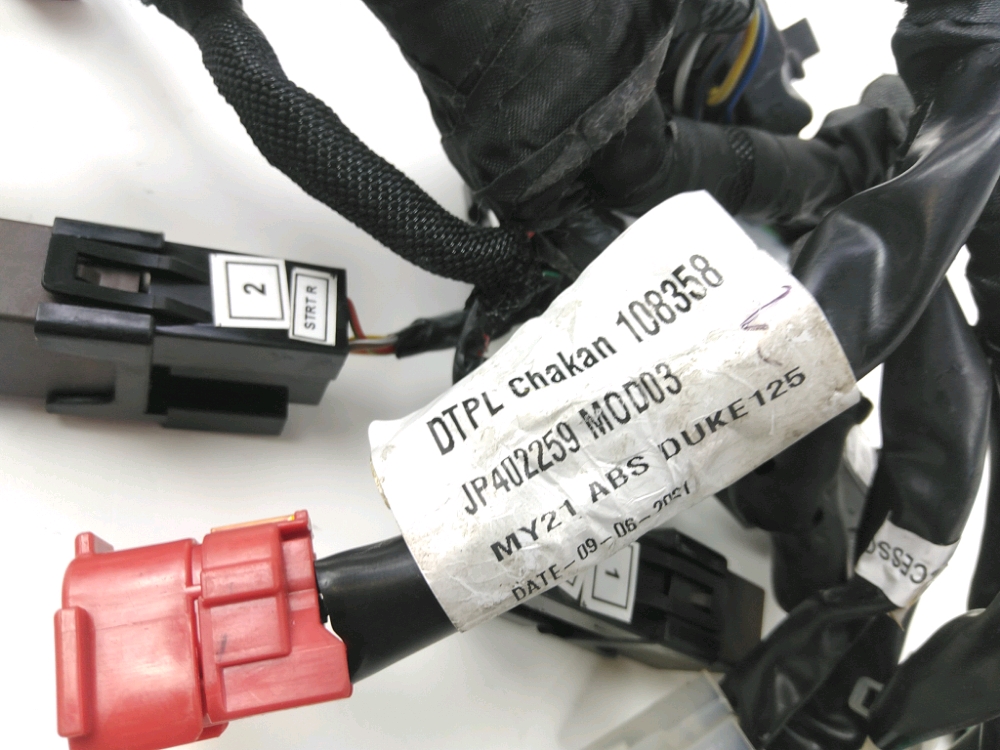 2
STRT R
DTPL Chakan 108358
JP402259 MOD03
MY21 ABS DUKE125
DATE-09-06-2021
1